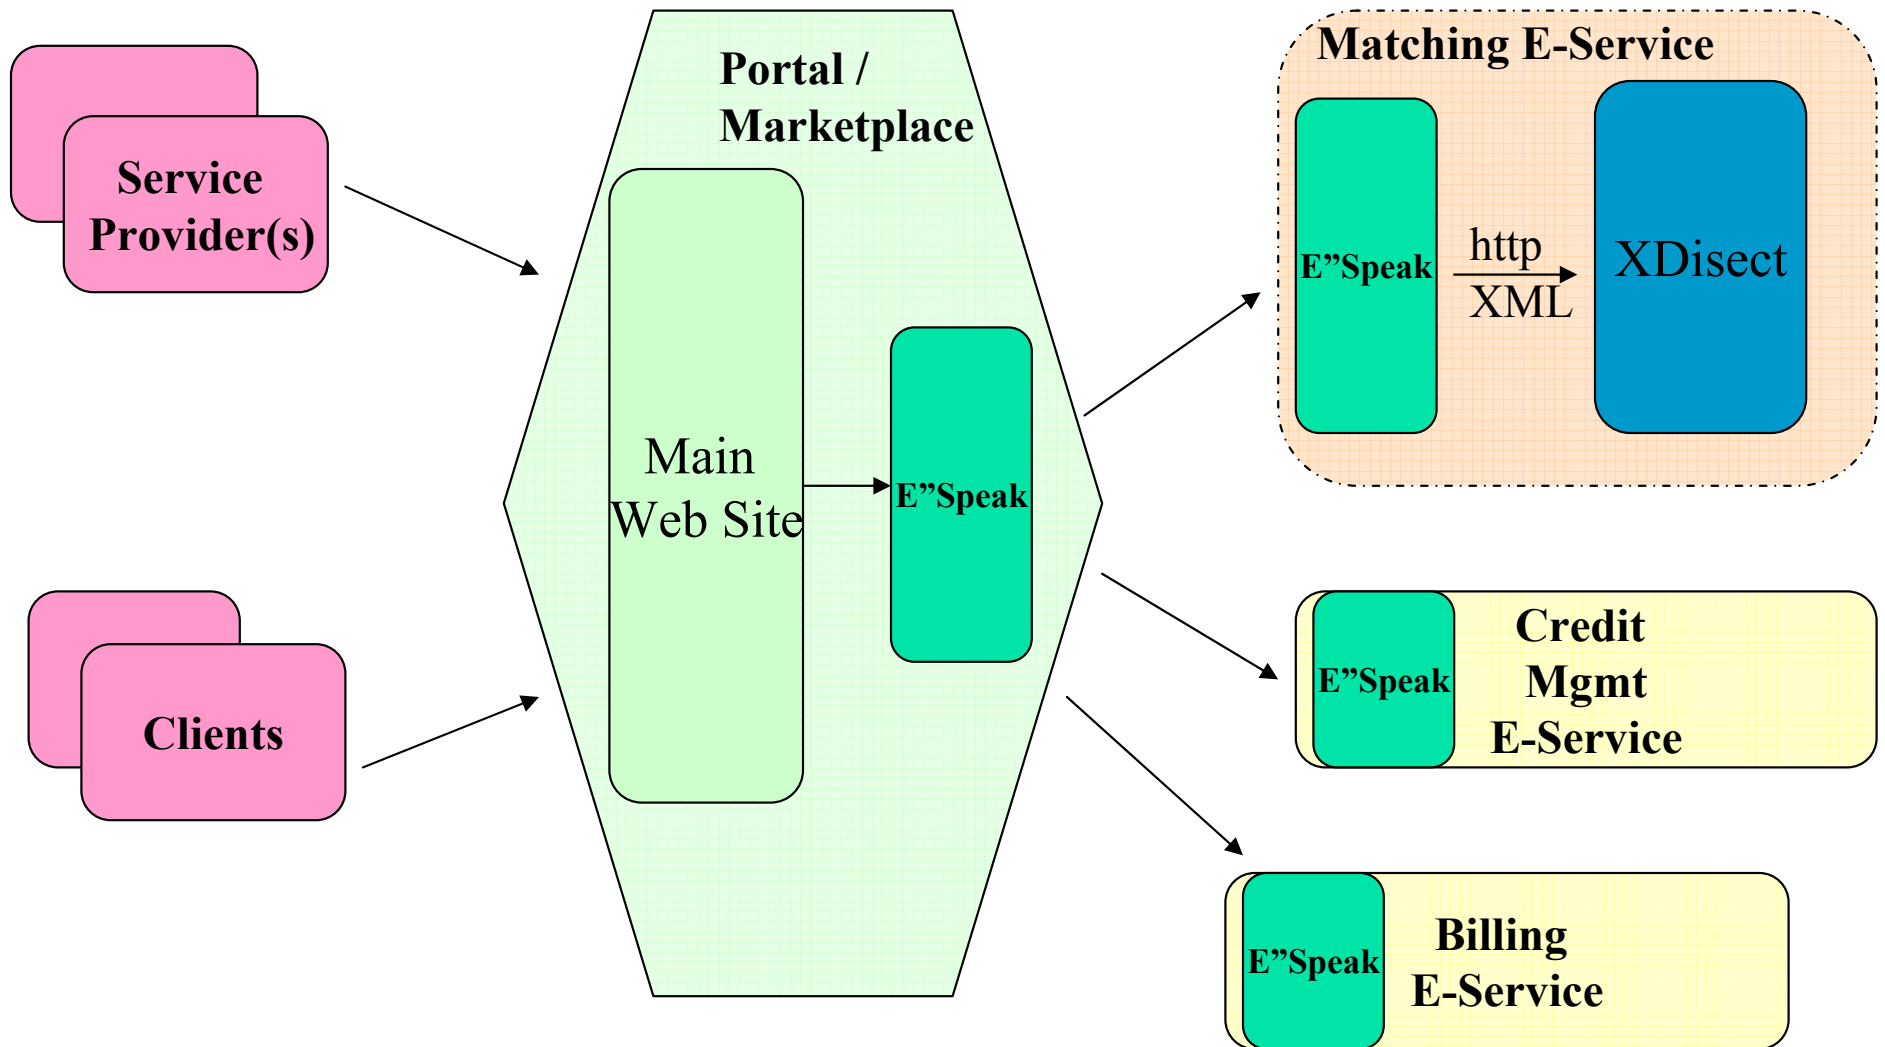 Service
Provider(s)
Clients
Portal /
Marketplace
Main
Web Site
E”Speak
Matching E-Service
E”Speak
http
XML
XDisect
E”Speak
Credit
Mgmt
E-Service
E”Speak
Billing
E-Service